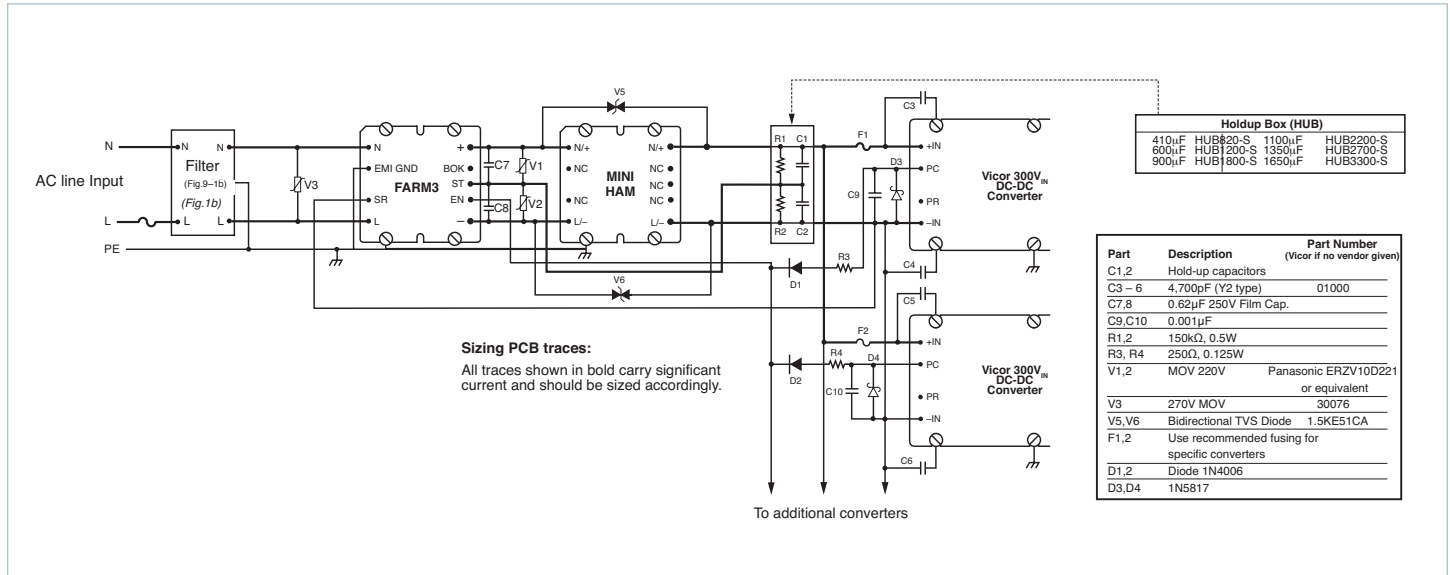 N
N
N
AC line Input
Filter
(Fig.9–1b)
(Fig.1b)
L
L
L
PE
V3
N
EMI GND
SR
L
FARM3
+
BOK
ST
EN
–
C7
V1
C8
V2
V5
N/+
NC
NC
L/–
MINI
HAM
N/+
NC
NC
NC
L/–
V6
R1 C1
R2 C2
F1
C3
+IN
PC
PR
–IN
Vicor 300VIN
DC-DC
Converter
D3
C9
C4
D1
R3
C5
F2
+IN
PC
PR
–IN
Vicor 300VIN
DC-DC
Converter
R4
D4
D2
C10
C6
To additional converters
Sizing PCB traces:
All traces shown in bold carry significant
current and should be sized accordingly.
Holdup Box (HUB)
410µF HUB820-S 1100µF HUB2200-S
600µF HUB1200-S 1350µF HUB2700-S
900µF HUB1800-S 1650µF HUB3300-S
Part Description Part Number
(Vicor if no vendor given)
C1,2 Hold-up capacitors
C3 – 6 4,700pF (Y2 type) 01000
C7,8 0.62µF 250V Film Cap.
C9,C10 0.001µF
R1,2 150kΩ, 0.5W
R3, R4 250Ω, 0.125W
V1,2 MOV 220V Panasonic ERZV10D221
or equivalent
V3 270V MOV 30076
V5,V6 Bidirectional TVS Diode 1.5KE51CA
F1,2 Use recommended fusing for
specific converters
D1,2 Diode 1N4006
D3,D4 1N5817